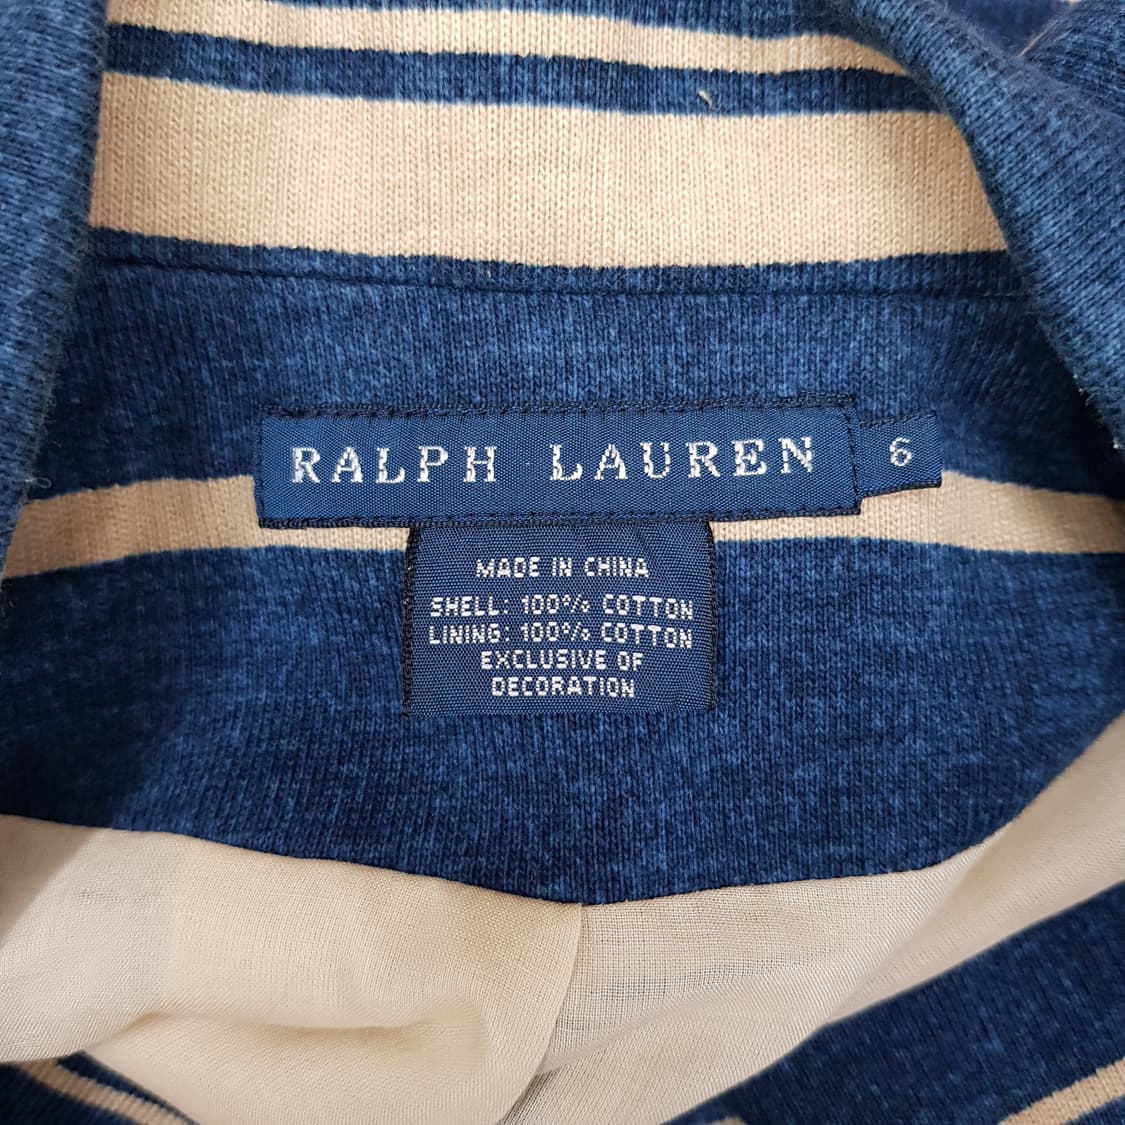 RALPH LAUREN 6
MADE IN CHINA
SHELL: 100% COTTON
LINING: 100% COTTON
EXCLUSIVE OF
DECORATION